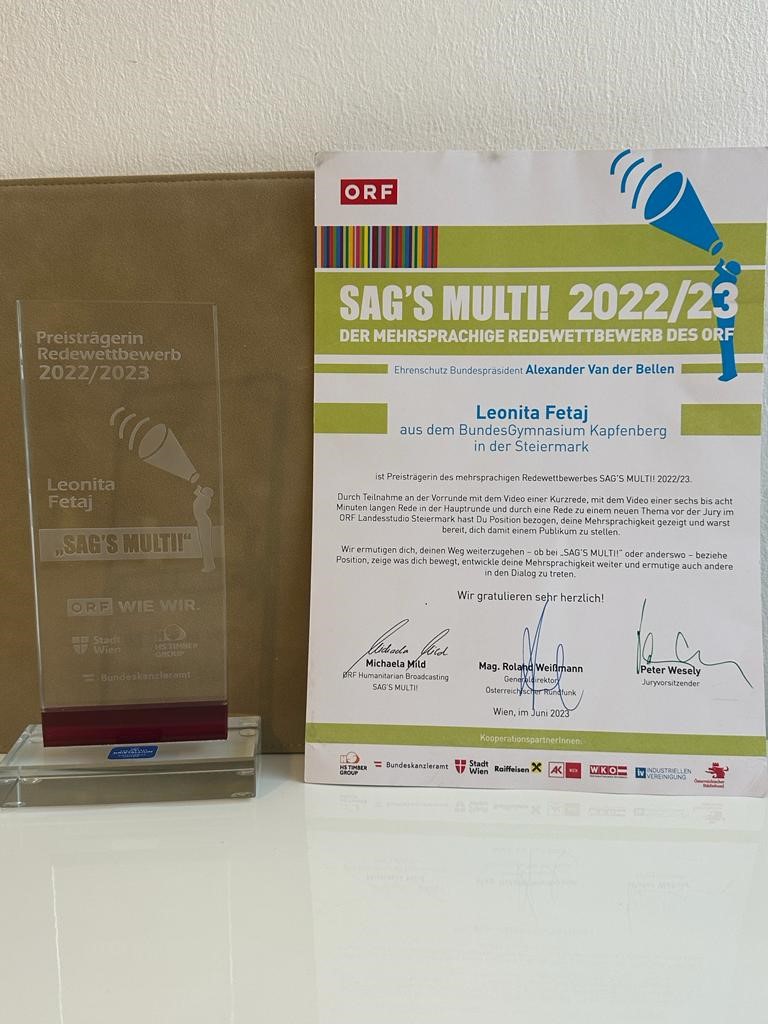 Preisträgerin
Redewettbewerb
2022/2023
Leonita
Fetaj
„SAG'S MULTI!"
ORF WIE WIR.
Stadt
Wien
HS TIMBER
GROUP
Bundeskanzleramt
ORF
SAG'S MULTI! 2022/23
DER MEHRSPRACHIGE REDEWETTBEWERB DES ORF
Ehrenschutz Bundespräsident Alexander Van der Bellen
Leonita Fetaj
aus dem BundesGymnasium Kapfenberg
in der Steiermark
ist Preisträgerin des mehrsprachigen Redewettbewerbes SAG'S MULTI! 2022/23.
Durch Teilnahme an der Vorrunde mit dem Video einer Kurzrede, mit dem Video einer sechs bis acht
Minuten langen Rede in der Hauptrunde und durch eine Rede zu einem neuen Thema vor der Jury im
ORF Landesstudio Steiermark hast Du Position bezogen, deine Mehrsprachigkeit gezeigt und warst
bereit, dich damit einem Publikum zu stellen.
Wir ermutigen dich, deinen Weg weiterzugehen – ob bei „SAG'S MULTI!" oder anderswo – beziehe
Position, zeige was dich bewegt, entwickle deine Mehrsprachigkeit weiter und ermutige auch andere
in den Dialog zu treten.
Wir gratulieren sehr herzlich!
Michaela Mild
Mag. Roland Weißmann
Peter Wesely
ORF Humanitarian Broadcasting
Generaldirektor
Juryvorsitzender
SAG'S MULTI!
Österreichischer Rundfunk
Wien, im Juni 2023
KooperationspartnerInnen:
HS TIMBER
GROUP
Bundeskanzleramt
Stadt
Wien
Raiffeisen
AK WIEN
WKO
iv INDUSTRIELLEN
VEREINIGUNG
Österreichischer
Städtebund